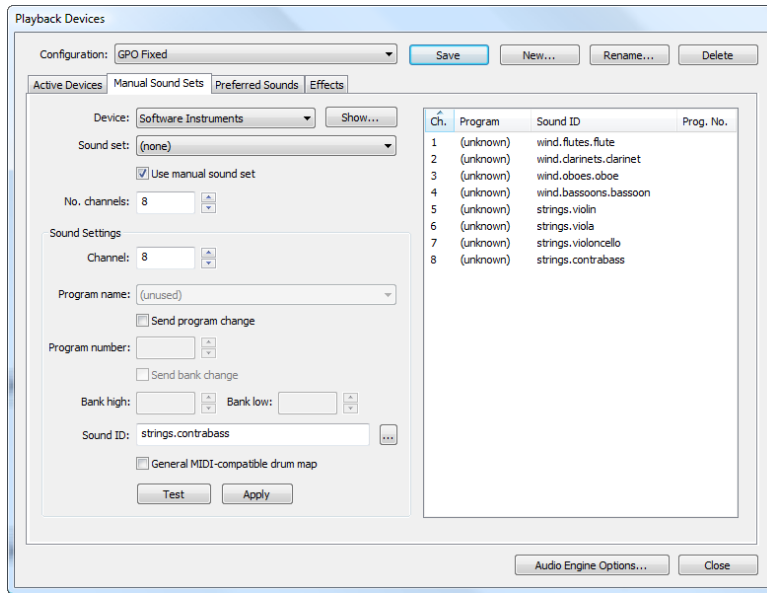 Playback Devices
Configuration: GPO Fixed Save New... Rename... Delete
Active Devices Manual Sound Sets Preferred Sounds Effects
Device: Software Instruments Show...
Sound set: (none)
Use manual sound set
No. channels: 8
Sound Settings
Channel: 8
Program name: (unused)
Send program change
Program number:
Send bank change
Bank high: Bank low:
Sound ID: strings.contrabass ...
General MIDI-compatible drum map
Test Apply
Ch. Program Sound ID Prog. No.
1 (unknown) wind.flutes.flute
2 (unknown) wind.clarinets.clarinet
3 (unknown) wind.oboes.oboe
4 (unknown) wind.bassoons.bassoon
5 (unknown) strings.violin
6 (unknown) strings.viola
7 (unknown) strings.violoncello
8 (unknown) strings.contrabass
Audio Engine Options... Close